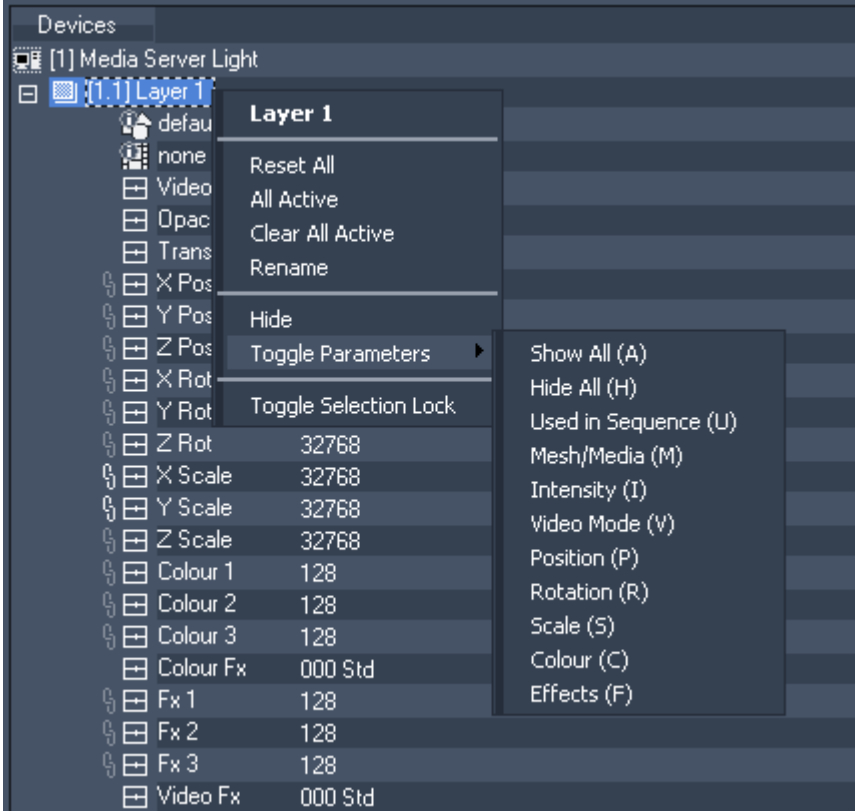 Devices
[1] Media Server Light
[1.1] Layer 1
defau
none
Video
Opac
Trans
X Pos
Y Pos
Z Pos
X Rot
Y Rot
Z Rot 32768
X Scale 32768
Y Scale 32768
Z Scale 32768
Colour 1 128
Colour 2 128
Colour 3 128
Colour Fx 000 Std
Fx 1 128
Fx 2 128
Fx 3 128
Video Fx 000 Std
Layer 1
Reset All
All Active
Clear All Active
Rename
Hide
Toggle Parameters
Toggle Selection Lock
Show All (A)
Hide All (H)
Used in Sequence (U)
Mesh/Media (M)
Intensity (I)
Video Mode (V)
Position (P)
Rotation (R)
Scale (S)
Colour (C)
Effects (F)